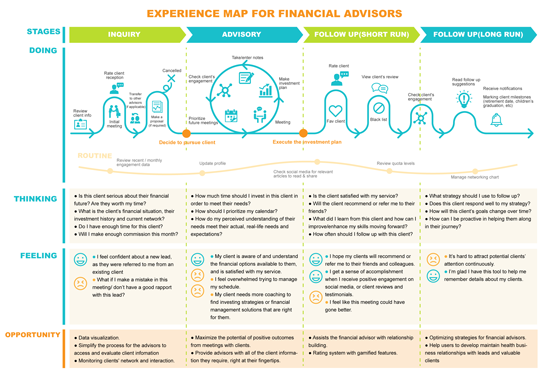 EXPERIENCE MAP FOR FINANCIAL ADVISORS
STAGES
INQUIRY
ADVISORY
FOLLOW UP(SHORT RUN)
FOLLOW UP(LONG RUN)
DOING
Review
client info
Rate client
reception
Initial
meeting
Transfer
to other
advisors
(if applicable)
Cancelled
Make a
proposal
(if required)
Decide to pursue client
Check client's
engagement
Prioritize
future meetings
Take/enter notes
Make
investment
plan
Meeting
Execute the investment plan
Rate client
Fav client
View client's review
Black list
Check client's
engagement
Read follow-up
suggestions
Receive notifications
Marking client milestones
(retirement date, children's
graduation, etc)
ROUTINE
Review record / monthly
engagement data
Update profile
Check social media for relevant
articles to read & share
Review quota levels
Manage networking chart
THINKING
● Is this client serious about their financial
future? Are they worth my time?
● What is the client's financial situation, their
investment history and current network?
● Do I have enough time for this client?
● Will I make enough commission this month?
● How much time should I invest in this client in
order to meet their needs?
● How should I prioritize my calendar?
● How do my perceived understanding of their
needs meet their actual, real-life needs and
expectations?
● Is the client satisfied with my service?
● Will the client recommend or refer me to their
friends?
● What did I learn from this client and how can I
improve/enhance my skills moving forward?
● How often should I follow up with this client?
● What strategy should I use to follow up?
● Does this client respond well to my strategy?
● How will this client's goals change over time?
● How can I be proactive in helping them along
in their journey?
FEELING
● I feel confident about a new lead,
as they were referred to me from an
existing client
● What if I make a mistake in this
meeting/ don't have a good rapport
with this lead?
● My client is aware of and understand
the financial options available to them,
and is satisfied with my service.
● I feel overwhelmed trying to manage
my schedule.
● My client needs more coaching to
find investing strategies or financial
management solutions that are right
for them.
● I hope my clients will recommend or
refer me to their friends and colleagues.
● I get a sense of accomplishment
when I receive positive engagement
on social media, or client reviews and
testimonials.
● I feel like this meeting could have
gone better.
● It's hard to attract potential clients'
attention continuously
● I'm glad I have this tool to help me
remember details about my clients.
OPPORTUNITY
● Data visualization.
● Simplify the process for the advisors to
access and evaluate client infomation
● Monitoring clients' network and interaction.
● Maximize the potential of positive outcomes
from meetings with clients.
● Provide advisors with all of the client informa-
tion they require, right at their fingertips.
● Assists the financial advisor with relationship
building.
● Rating system with gamified features.
● Optimizing strategies for financial advisors.
● Help users to develop maintain health busi-
ness relationships with leads and valuable
clients